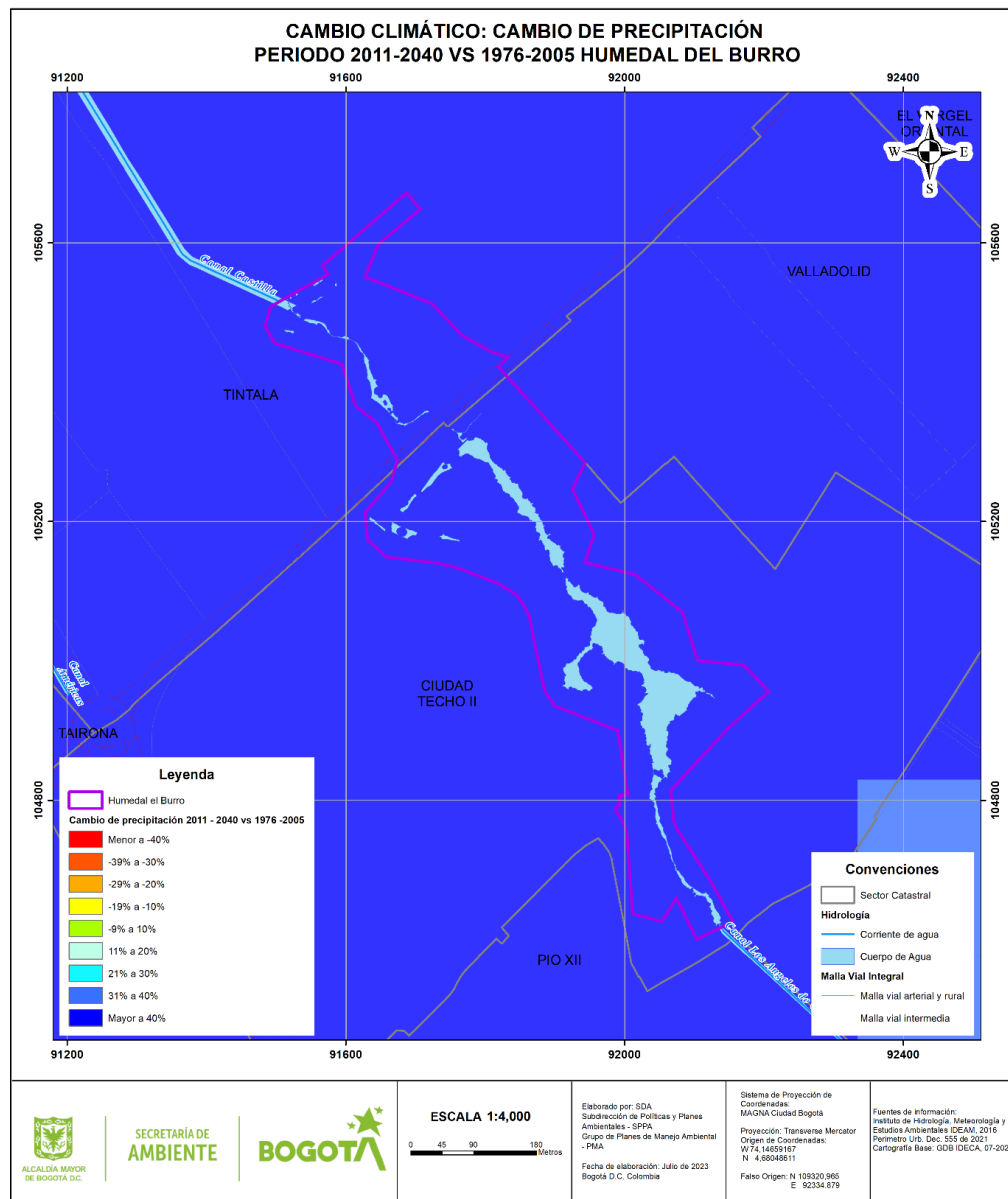 CAMBIO CLIMÁTICO: CAMBIO DE PRECIPITACIÓN
PERIODO 2011-2040 VS 1976-2005 HUMEDAL DEL BURRO
91200
91600
92000
92400
N
W
E
S
105600
105600
Canal Castilla
VALLADOLID
TINTALA
105200
105200
Canal
Américas
CIUDAD
TECHO II
TAIRONA
104800
104800
PIO XII
Canal Los Angeles de
Leyenda
Humedal el Burro
Cambio de precipitación 2011 - 2040 vs 1976 -2005
Menor a -40%
-39% a -30%
-29% a -20%
-19% a -10%
-9% a 10%
11% a 20%
21% a 30%
31% a 40%
Mayor a 40%
Convenciones
Sector Catastral
Hidrología
Corriente de agua
Cuerpo de Agua
Malla Vial Integral
Malla vial arterial y rural
Malla vial intermedia
91200
91600
92000
92400
ALCALDÍA MAYOR
DE BOGOTÁ D.C.
SECRETARÍA DE
AMBIENTE
BOGOTÁ
ESCALA 1:4,000
0 45 90 180
Metros
Elaborado por: SDA
Subdirección de Políticas y Planes
Ambientales - SPPA
Grupo de Planes de Manejo Ambiental
- PMA
Fecha de elaboración: Julio de 2023
Bogotá D.C. Colombia
Sistema de Proyección de
Coordenadas:
MAGNA Ciudad Bogotá
Proyección: Transverse Mercator
Origen de Coordenadas:
W 74,14659167
N 4,68048611
Falso Origen: N 109320,965
E 92334.879
Fuentes de información:
Instituto de Hidrología, Meteorología y
Estudios Ambientales IDEAM, 2016
Perimetro Urb. Dec. 555 de 2021
Cartografía Base: GDB IDECA, 07-202